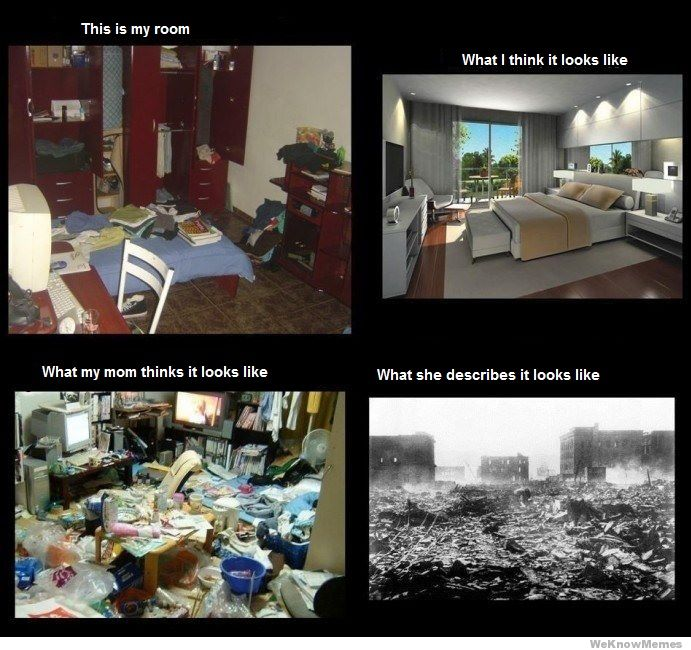 This is my room
What I think it looks like
What my mom thinks it looks like
What she describes it looks like
WeKnowMemes